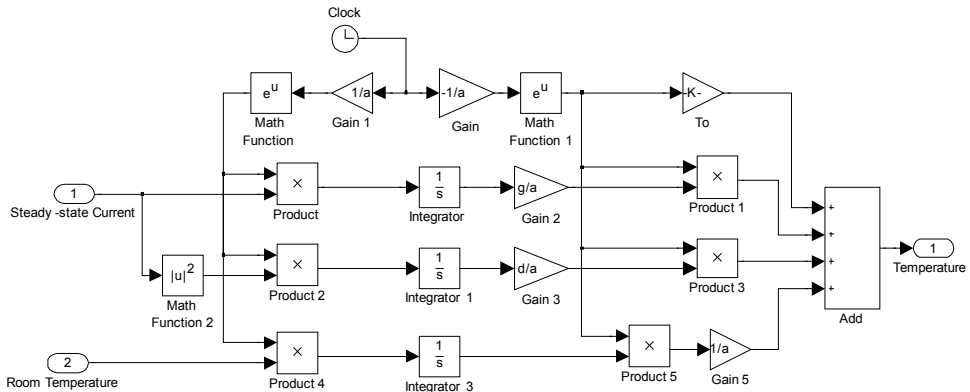 Clock
e^u
1/a
-1/a
e^u
-K-
Math
Function
Gain 1
Gain
Math
Function 1
To
1
Steady -state Current
×
Product
1
s
Integrator
g/a
Gain 2
×
Product 1
|u|^2
Math
Function 2
×
Product 2
1
s
Integrator 1
d/a
Gain 3
×
Product 3
+
+
+
+
Add
1
Temperature
2
Room Temperature
×
Product 4
1
s
Integrator 3
×
Product 5
1/a
Gain 5